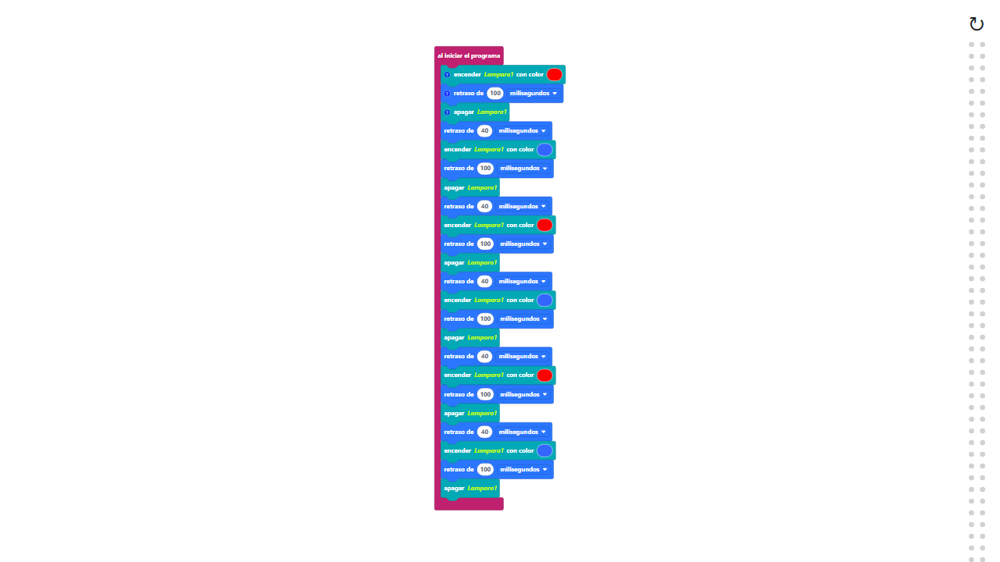 al iniciar el programa
encender Lampara1 con color
retraso de 100 milisegundos
apagar Lampara1
retraso de 40 milisegundos
encender Lampara1 con color
retraso de 100 milisegundos
apagar Lampara1
retraso de 40 milisegundos
encender Lampara1 con color
retraso de 100 milisegundos
apagar Lampara1
retraso de 40 milisegundos
encender Lampara1 con color
retraso de 100 milisegundos
apagar Lampara1
retraso de 40 milisegundos
encender Lampara1 con color
retraso de 100 milisegundos
apagar Lampara1
retraso de 40 milisegundos
encender Lampara1 con color
retraso de 100 milisegundos
apagar Lampara1